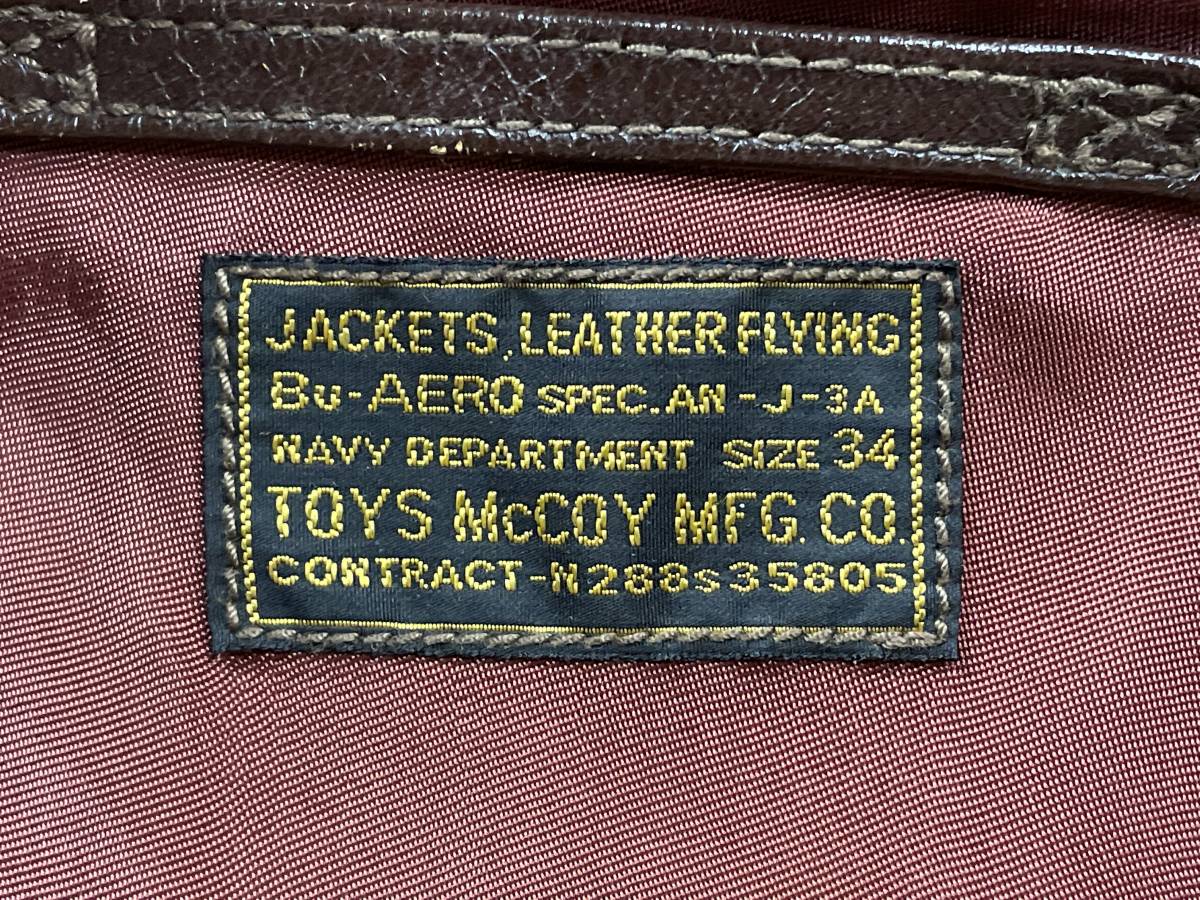 JACKETS, LEATHER FLYING
Bu-AERO SPEC. AN -J-3A
NAVY DEPARTMENT SIZE 34
TOYS McCOY MFG. CO.
CONTRACT-N288s35805